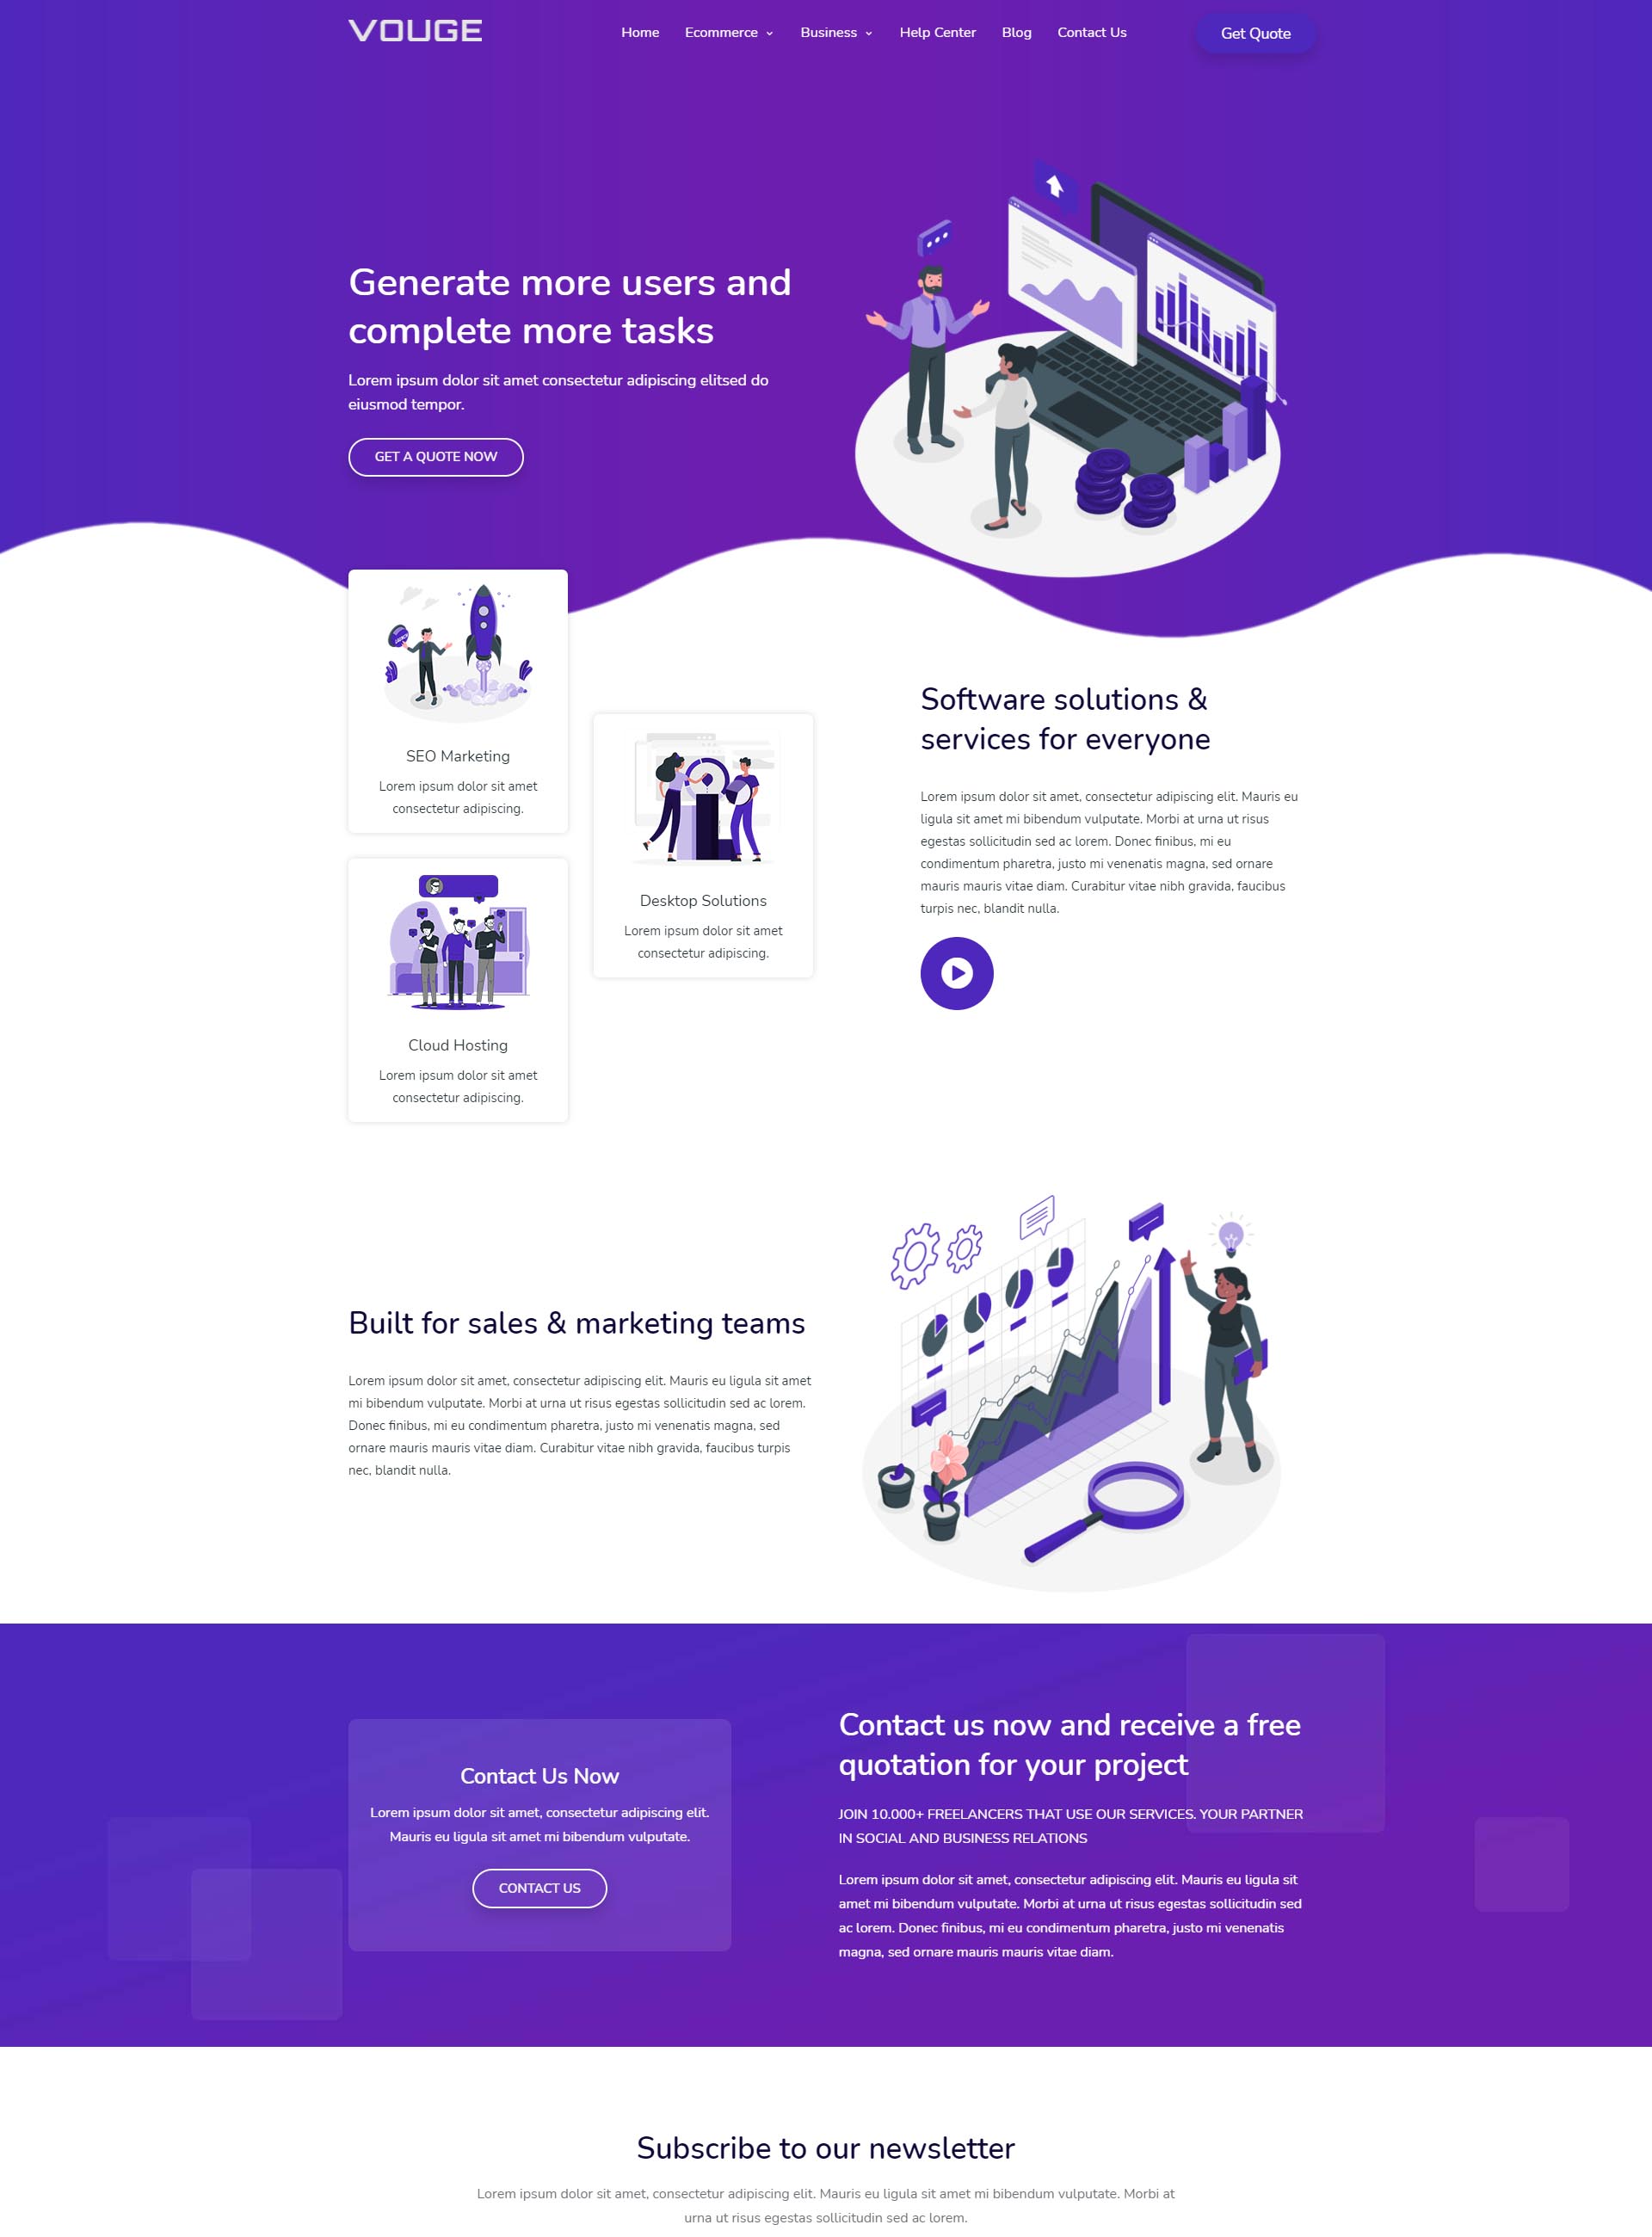 VOUGE
Home
Ecommerce
Business
Help Center
Blog
Contact Us
Get Quote
Generate more users and
complete more tasks
Lorem ipsum dolor sit amet consectetur adipiscing elitsed do
eiusmod tempor.
GET A QUOTE NOW
SEO Marketing
Lorem ipsum dolor sit amet
consectetur adipiscing.
Cloud Hosting
Lorem ipsum dolor sit amet
consectetur adipiscing.
Desktop Solutions
Lorem ipsum dolor sit amet
consectetur adipiscing.
Software solutions &
services for everyone
Lorem ipsum dolor sit amet, consectetur adipiscing elit. Mauris eu
ligula sit amet mi bibendum vulputate. Morbi at urna ut risus
egestas sollicitudin sed ac lorem. Donec finibus, mi eu
condimentum pharetra, justo mi venenatis magna, sed ornare
mauris mauris vitae diam. Curabitur vitae nibh gravida, faucibus
turpis nec, blandit nulla.
Built for sales & marketing teams
Lorem ipsum dolor sit amet, consectetur adipiscing elit. Mauris eu ligula sit amet
mi bibendum vulputate. Morbi at urna ut risus egestas sollicitudin sed ac lorem.
Donec finibus, mi eu condimentum pharetra, justo mi venenatis magna, sed
ornare mauris mauris vitae diam. Curabitur vitae nibh gravida, faucibus turpis
nec, blandit nulla.
Contact Us Now
Lorem ipsum dolor sit amet, consectetur adipiscing elit.
Mauris eu ligula sit amet mi bibendum vulputate.
CONTACT US
Contact us now and receive a free
quotation for your project
JOIN 10.000+ FREELANCERS THAT USE OUR SERVICES. YOUR PARTNER
IN SOCIAL AND BUSINESS RELATIONS
Lorem ipsum dolor sit amet, consectetur adipiscing elit. Mauris eu ligula sit
amet mi bibendum vulputate. Morbi at urna ut risus egestas sollicitudin sed
ac lorem. Donec finibus, mi eu condimentum pharetra, justo mi venenatis
magna, sed ornare mauris mauris vitae diam.
Subscribe to our newsletter
Lorem ipsum dolor sit amet, consectetur adipiscing elit. Mauris eu ligula sit amet mi bibendum vulputate. Morbi at
urna ut risus egestas sollicitudin sed ac lorem.